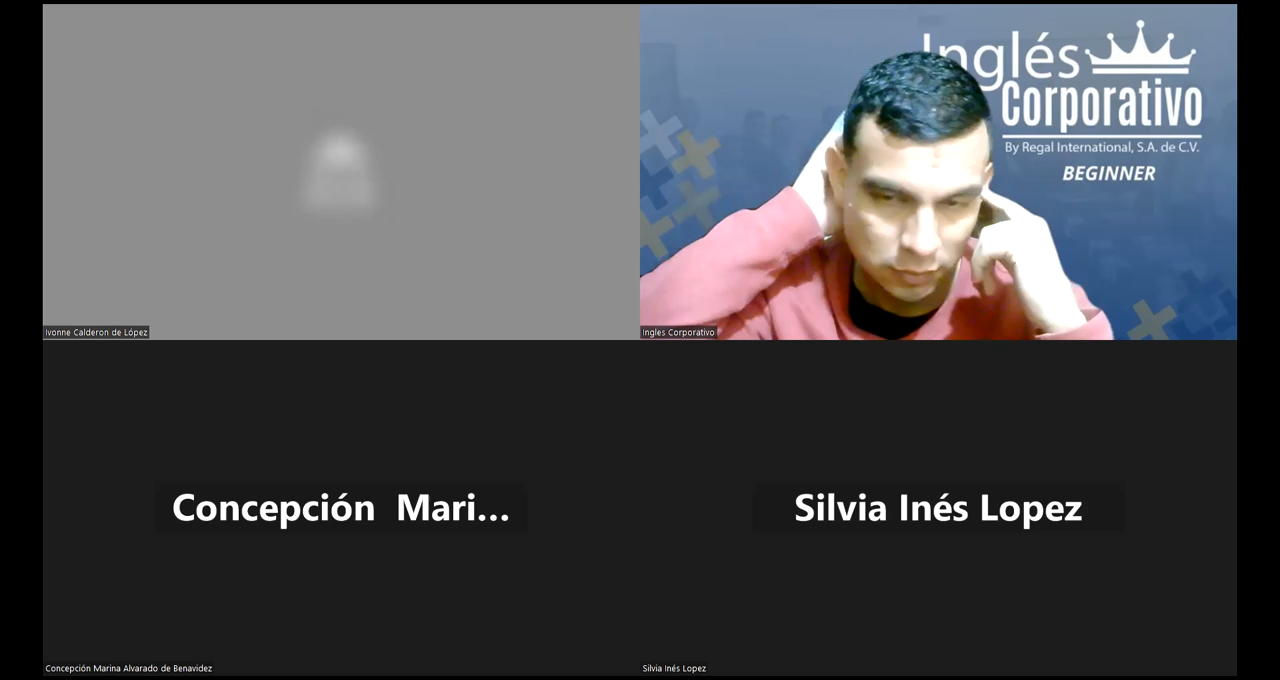 Inglés
Corporativo
By Regal International, S.A. de C.V.
BEGINNER
Ivonne Calderon de López
Ingles Corporativo
Concepción Mari...
Silvia Inés Lopez
Concepción Marina Alvarado de Benavidez
Silvia Inés Lopez